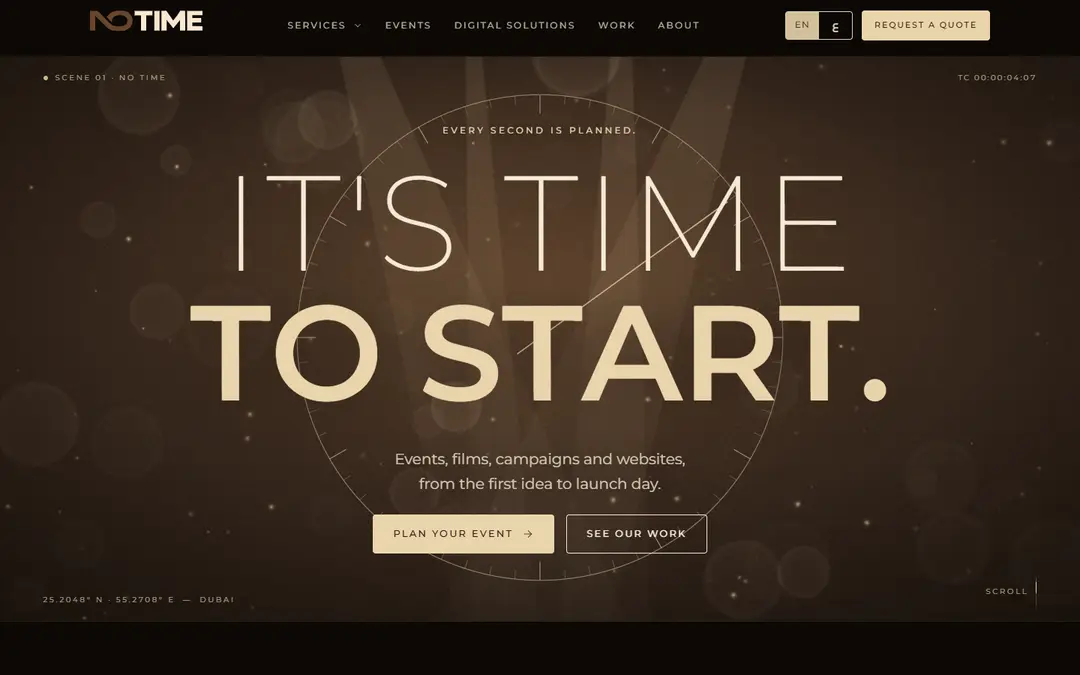 NOTIME
SERVICES EVENTS DIGITAL SOLUTIONS WORK ABOUT
EN ع
REQUEST A QUOTE
SCENE 01 · NO TIME
TC 00:00:04:07
EVERY SECOND IS PLANNED.
IT'S TIME
TO START.
Events, films, campaigns and websites,
from the first idea to launch day.
PLAN YOUR EVENT →
SEE OUR WORK
25.2048° N · 55.2708° E — DUBAI
SCROLL